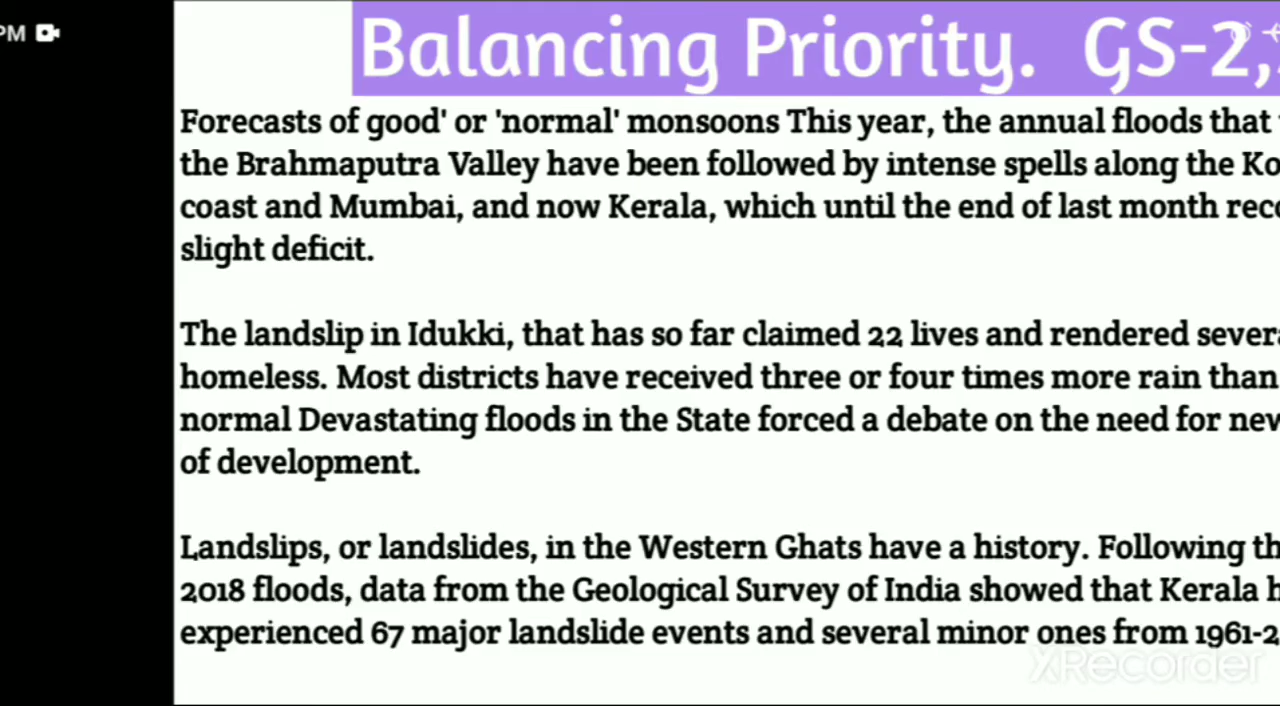 PM
Balancing Priority. GS-2,
Forecasts of good' or 'normal' monsoons This year, the annual floods that
the Brahmaputra Valley have been followed by intense spells along the Ko
coast and Mumbai, and now Kerala, which until the end of last month reco
slight deficit.
The landslip in Idukki, that has so far claimed 22 lives and rendered severa
homeless. Most districts have received three or four times more rain than
normal Devastating floods in the State forced a debate on the need for new
of development.
Landslips, or landslides, in the Western Ghats have a history. Following th
2018 floods, data from the Geological Survey of India showed that Kerala h
experienced 67 major landslide events and several minor ones from 1961-2
XRecorder